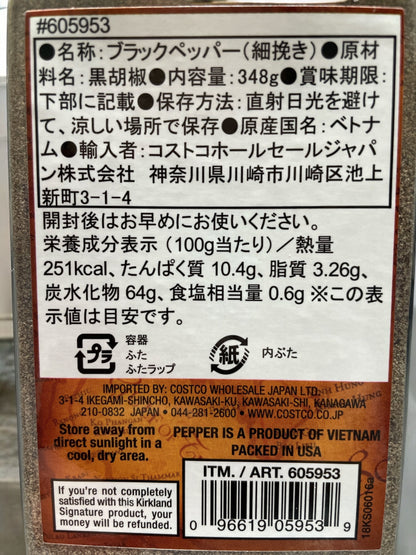 #605953
●名称：ブラックペッパー（細挽き）●原材
料名：黒胡椒●内容量：348g●賞味期限：
下部に記載●保存方法：直射日光を避け
て、涼しい場所で保存●原産国名：ベトナ
ム●輸入者：コストコホールセールジャパ
ン株式会社 神奈川県川崎市川崎区池上
新町3-1-4
開封後はお早めにお使いください。
栄養成分表示（100g当たり）／熱量
251kcal、たんぱく質 10.4g、脂質 3.26g、
炭水化物 64g、食塩相当量 0.6g ※この表
示値は目安です。
プラ
容器
ふた
ふたラップ
紙
内ぶた
IMPORTED BY: COSTCO WHOLESALE JAPAN LTD.
3-1-4 IKEGAMI-SHINCHO, KAWASAKI-KU, KAWASAKI-SHI, KANAGAWA
210-0832 JAPAN • 044-281-2600 • WWW.COSTCO.CO.JP
Store away from
direct sunlight in a
cool, dry area.
PEPPER IS A PRODUCT OF VIETNAM
PACKED IN USA
ITM. / ART. 605953
If you're not completely
satisfied with this Kirkland
Signature product, your
money will be refunded.
0 96619 05953 9
18KS06016a